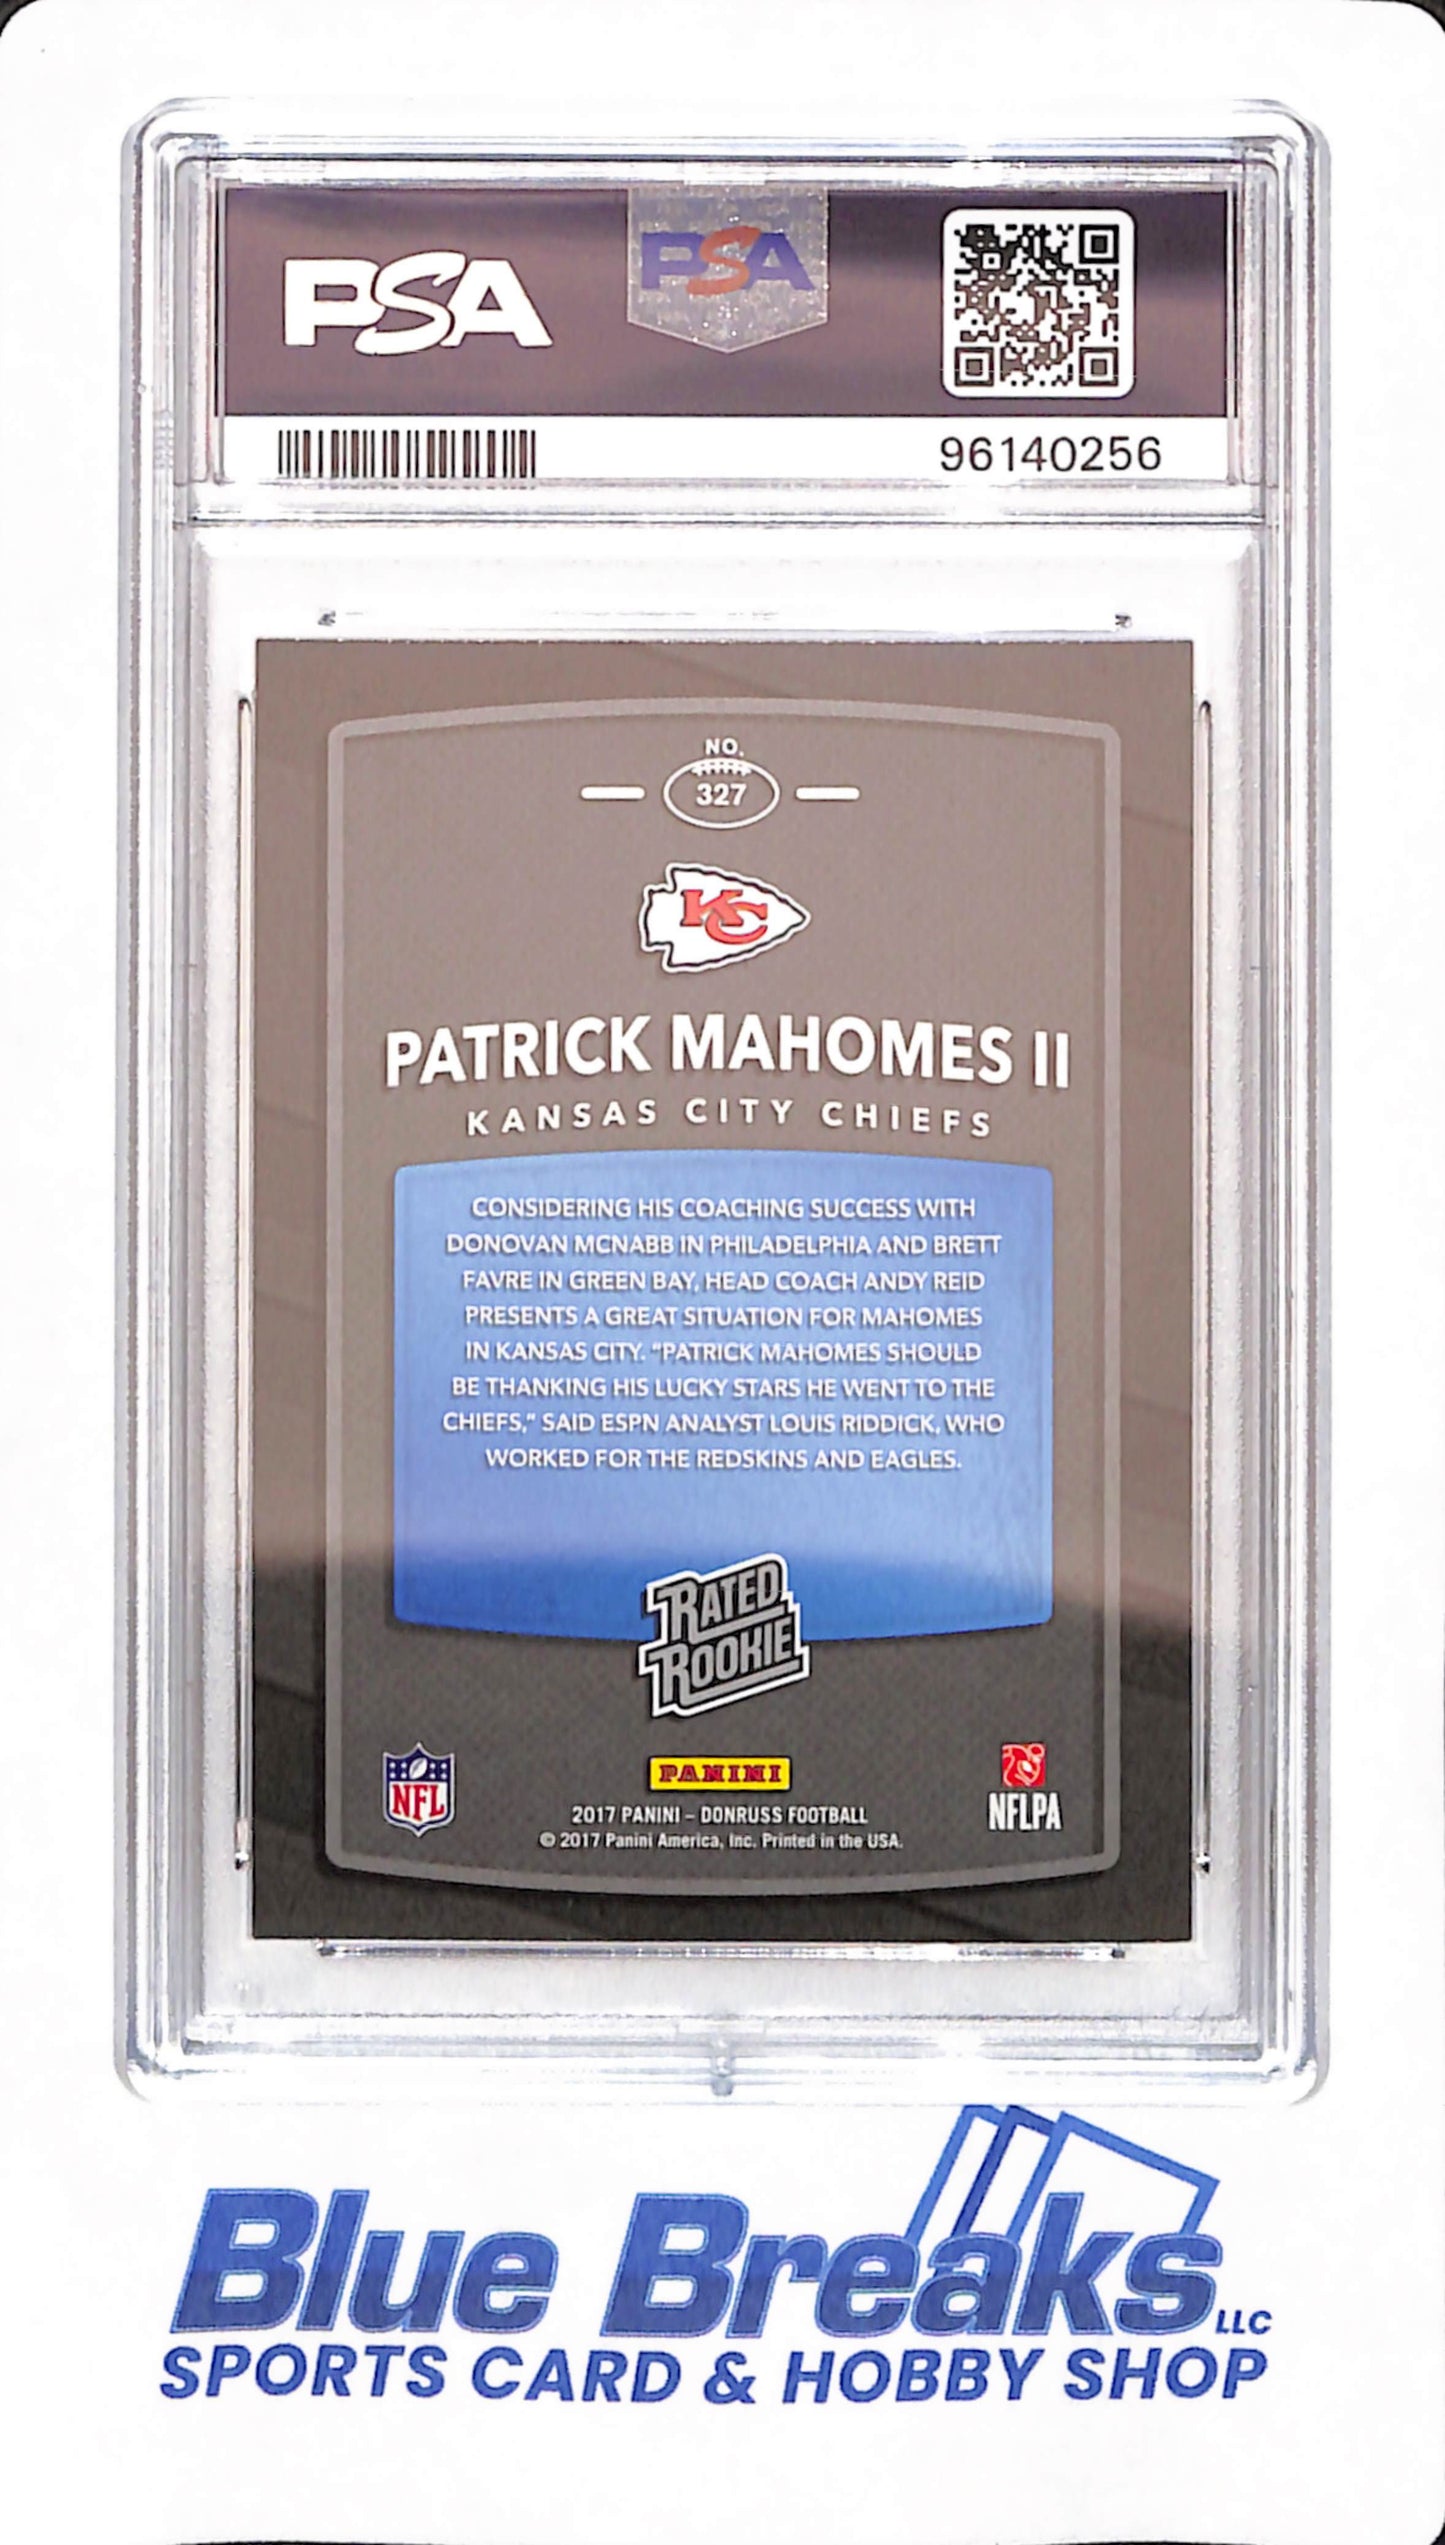 PSA
PSA
96140256
NO.
327
KC
PATRICK MAHOMES II
KANSAS CITY CHIEFS
CONSIDERING HIS COACHING SUCCESS WITH
DONOVAN MCNABB IN PHILADELPHIA AND BRETT
FAVRE IN GREEN BAY, HEAD COACH ANDY REID
PRESENTS A GREAT SITUATION FOR MAHOMES
IN KANSAS CITY. "PATRICK MAHOMES SHOULD
BE THANKING HIS LUCKY STARS HE WENT TO THE
CHIEFS," SAID ESPN ANALYST LOUIS RIDDICK, WHO
WORKED FOR THE REDSKINS AND EAGLES.
RATED
ROOKIE
NFL
PANINI
NFLPA
2017 PANINI – DONRUSS FOOTBALL
© 2017 Panini America, Inc. Printed in the USA.
Blue Breaks LLC
SPORTS CARD & HOBBY SHOP